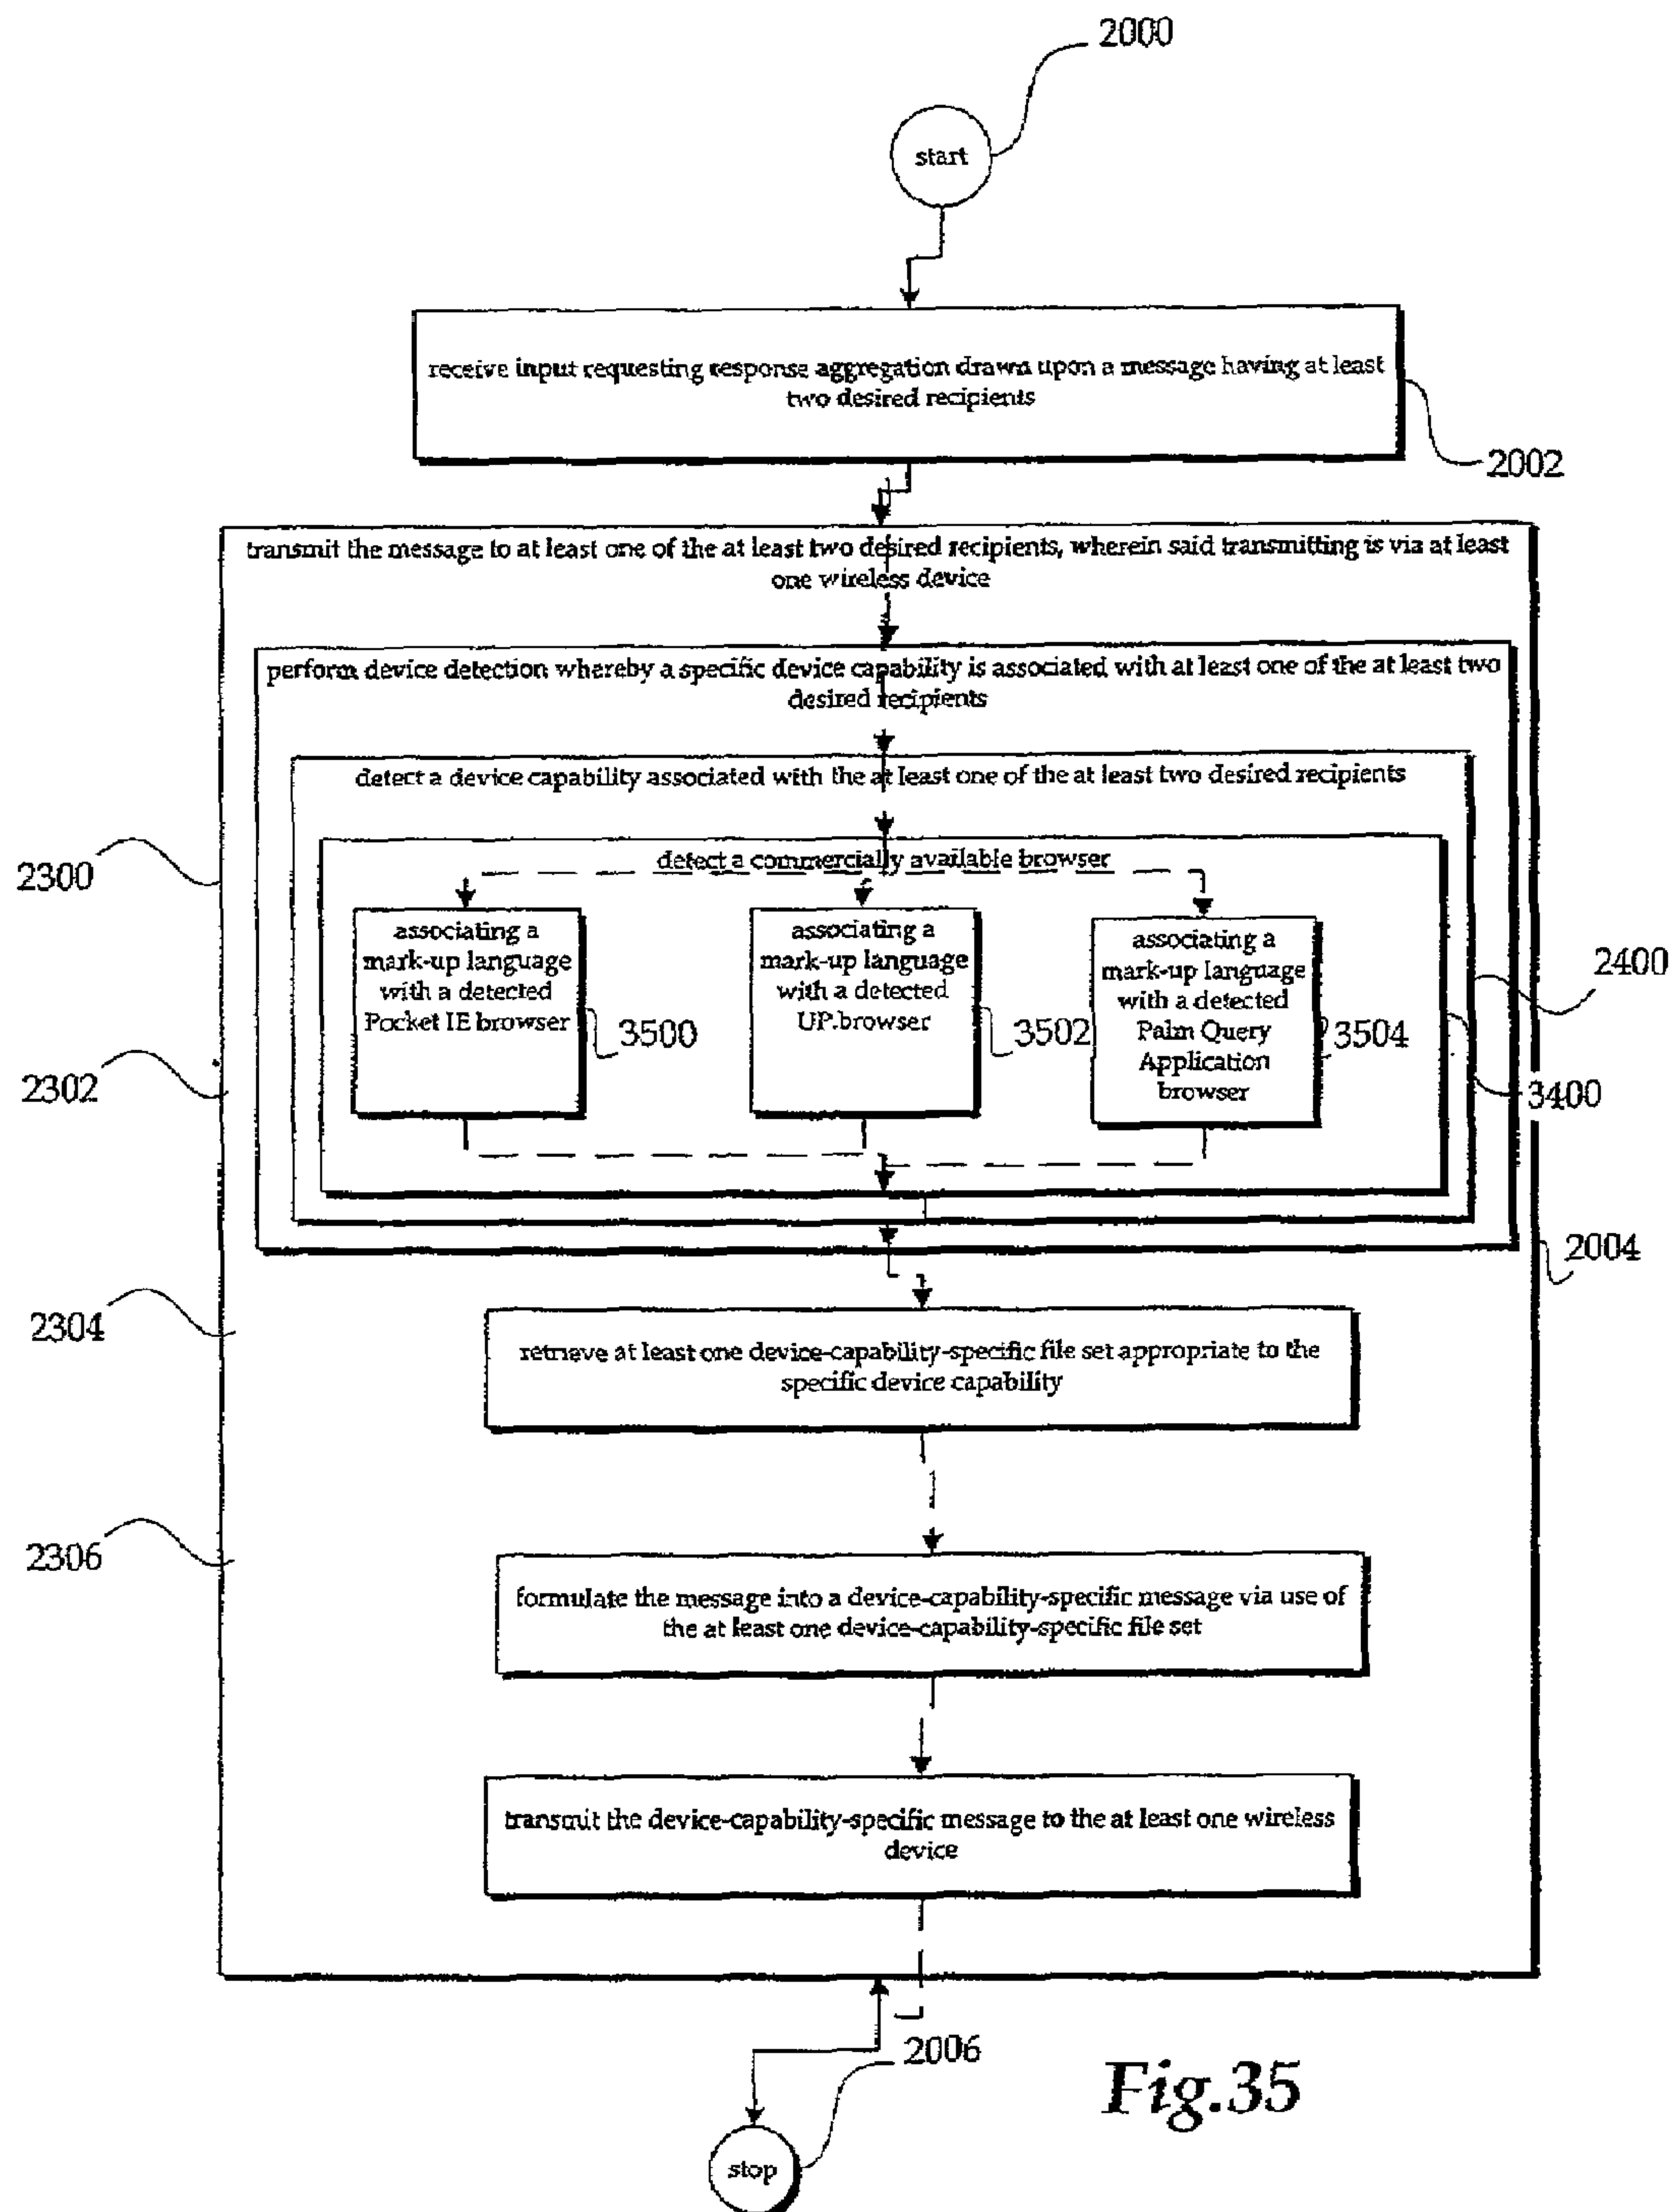 2000
start
receive input requesting response aggregation drawn upon a message having at least
two desired recipients
2002
transmit the message to at least one of the at least two desired recipients, wherein said transmitting is via at least
one wireless device
perform device detection whereby a specific device capability is associated with at least one of the at least two
desired recipients
detect a device capability associated with the at least one of the at least two desired recipients
detect a commercially available browser
2300
associating a
mark-up language
with a detected
Pocket IE browser
3500
associating a
mark-up language
with a detected
UP.browser
3502
associating a
mark-up language
with a detected
Palm Query
Application
browser
3504
2400
2302
3400
2004
2304
retrieve at least one device-capability-specific file set appropriate to the
specific device capability
2306
formulate the message into a device-capability-specific message via use of
the at least one device-capability-specific file set
transmit the device-capability-specific message to the at least one wireless
device
2006
Fig.35
stop